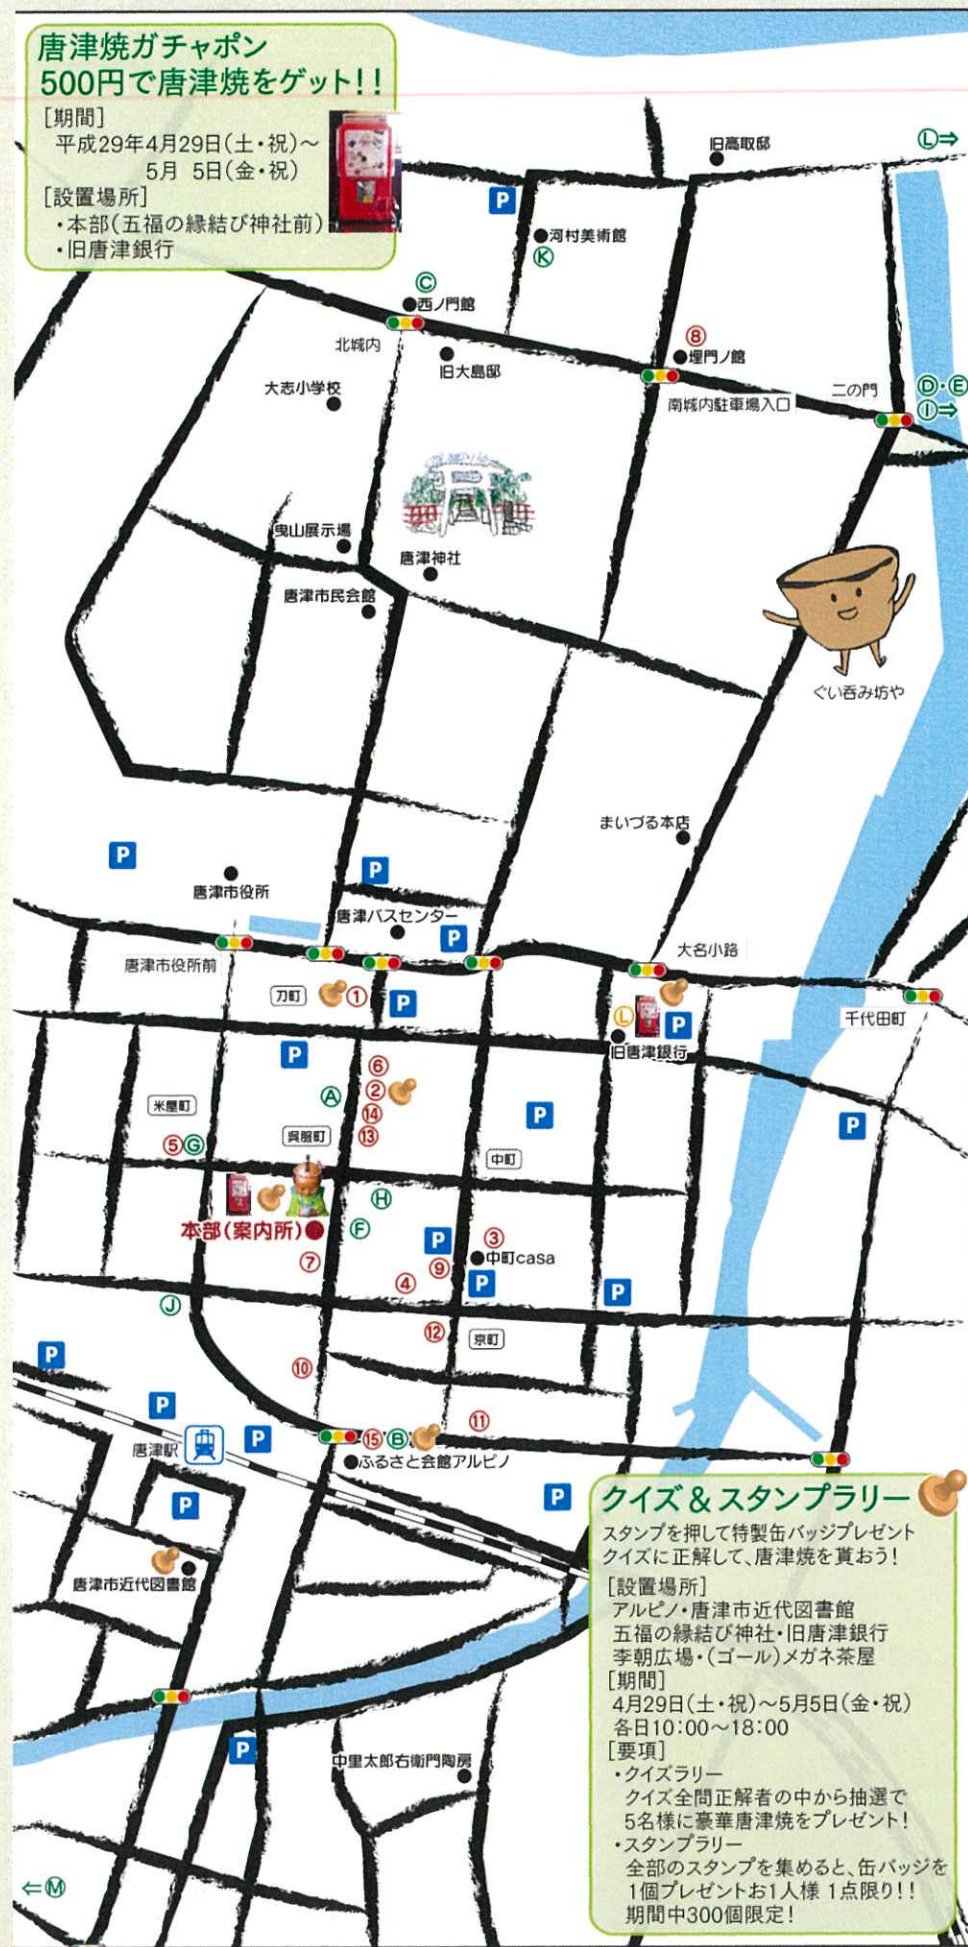 唐津焼ガチャポン
500円で唐津焼をゲット!!
[期間]
平成29年4月29日(土・祝)～
5月 5日(金・祝)
[設置場所]
・本部(五福の縁結び神社前)
・旧唐津銀行
旧高取邸
Ⓛ⇒
P
河村美術館
Ⓚ
Ⓒ
西ノ門館
北城内
旧大島邸
⑧
埋門ノ館
大志小学校
南城内駐車場入口
二の門
Ⓓ・Ⓔ
Ⓘ⇒
曳山展示場
唐津神社
唐津市民会館
ぐい呑み坊や
まいづる本店
P
P
唐津市役所
唐津バスセンター
P
唐津市役所前
大名小路
刀町
①
P
Ⓛ
P
千代田町
旧唐津銀行
P
⑥
Ⓐ
②
米屋町
⑭
P
P
⑤Ⓖ
呉服町
⑬
中町
Ⓗ
本部(案内所)
Ⓕ
P
③
⑦
⑨
中町casa
④
P
P
Ⓙ
⑫
京町
P
⑩
P
⑪
唐津駅
P
⑮Ⓑ
ふるさと会館アルピノ
P
P
唐津市近代図書館
P
中里太郎右衛門陶房
⇐Ⓜ
クイズ&スタンプラリー
スタンプを押して特製缶バッジプレゼント
クイズに正解して、唐津焼を貰おう!
[設置場所]
アルピノ・唐津市近代図書館
五福の縁結び神社・旧唐津銀行
李朝広場・(ゴール)メガネ茶屋
[期間]
4月29日(土・祝)～5月5日(金・祝)
各日10:00～18:00
[要項]
・クイズラリー
クイズ全問正解者の中から抽選で
5名様に豪華唐津焼をプレゼント!
・スタンプラリー
全部のスタンプを集めると、缶バッジを
1個プレゼントお1人様 1点限り!!
期間中300個限定!